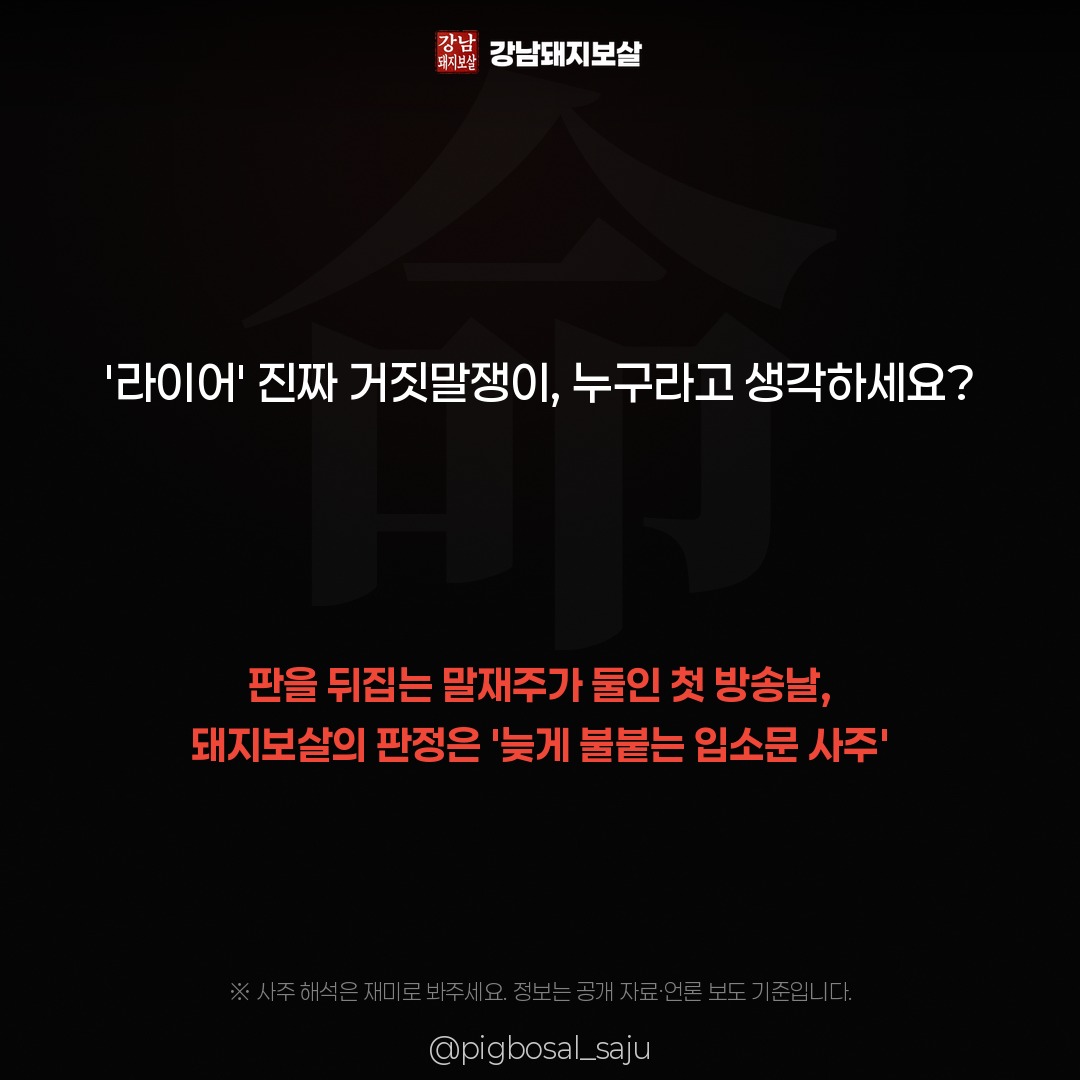 강남
돼지보살
강남돼지보살
命
'라이어' 진짜 거짓말쟁이, 누구라고 생각하세요?
판을 뒤집는 말재주가 둘인 첫 방송날,
돼지보살의 판정은 '늦게 불붙는 입소문 사주'
※ 사주 해석은 재미로 봐주세요. 정보는 공개 자료·언론 보도 기준입니다.
@pigbosal_saju